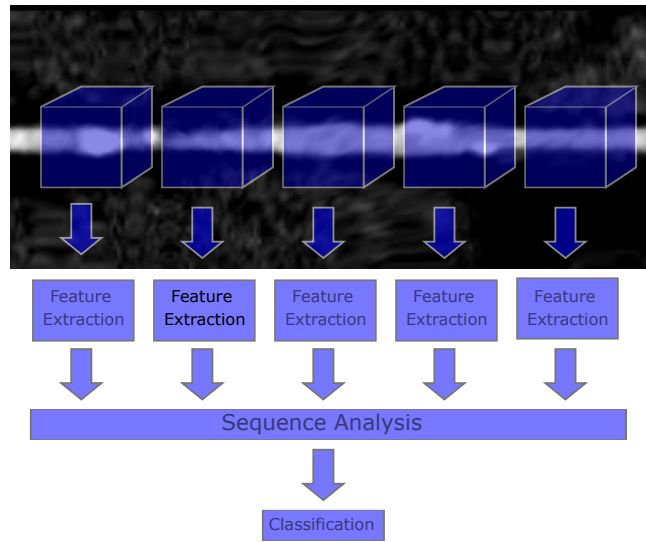 Feature
Extraction
Feature
Extraction
Feature
Extraction
Feature
Extraction
Feature
Extraction
Sequence Analysis
Classification